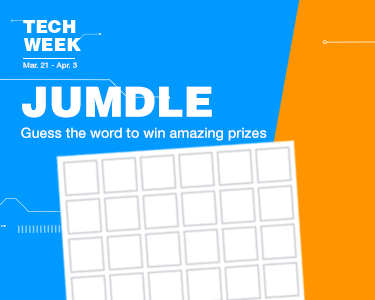 TECH
WEEK
Mar. 21 - Apr. 3
JUMDLE
Guess the word to win amazing prizes